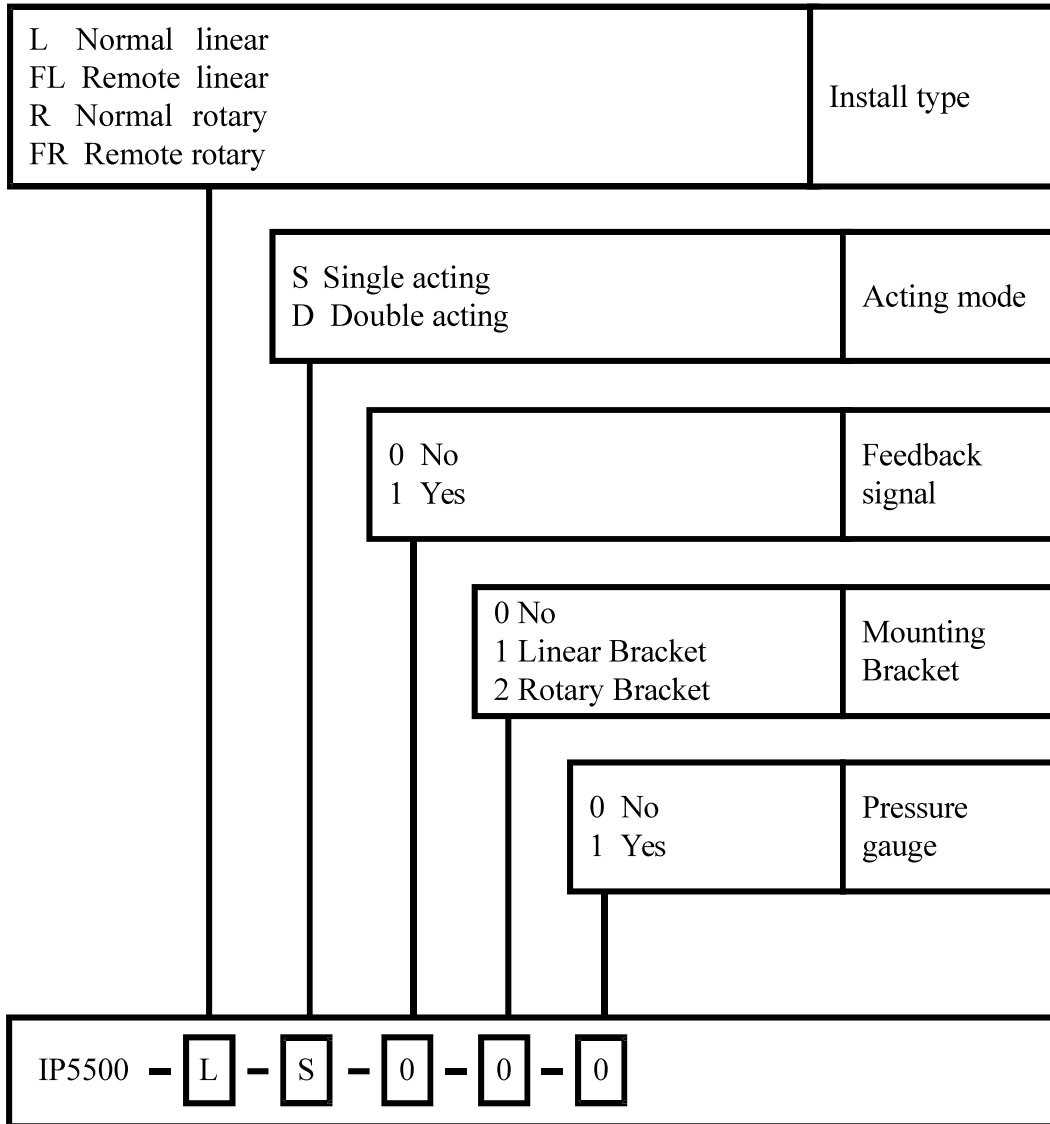 L Normal linear
FL Remote linear
R Normal rotary
FR Remote rotary
Install type
S Single acting
D Double acting
Acting mode
0 No
1 Yes
Feedback
signal
0 No
1 Linear Bracket
2 Rotary Bracket
Mounting
Bracket
0 No
1 Yes
Pressure
gauge
IP5500 – L – S – 0 – 0 – 0